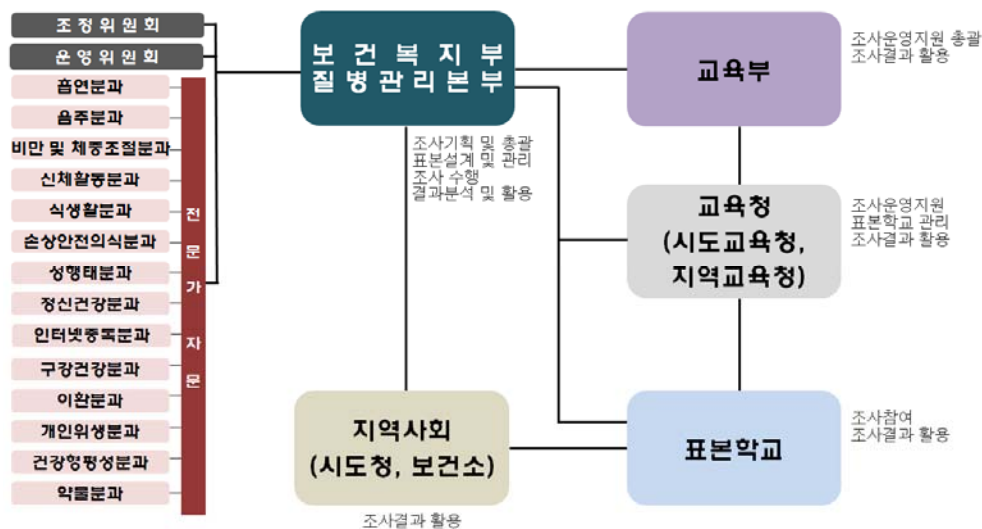 조정위원회
운영위원회
흡연분과
음주분과
비만 및 체중조절분과
신체활동분과
식생활분과
손상안전의식분과
성행태분과
정신건강분과
인터넷중독분과
구강건강분과
이환분과
개인위생분과
건강형평성분과
약물분과
전문가 자문
보건복지부
질병관리본부
조사기획 및 총괄
표본설계 및 관리
조사 수행
결과분석 및 활용
교육부
조사운영지원 총괄
조사결과 활용
교육청
(시도교육청,
지역교육청)
조사운영지원
표본학교 관리
조사결과 활용
지역사회
(시도청, 보건소)
조사결과 활용
표본학교
조사참여
조사결과 활용